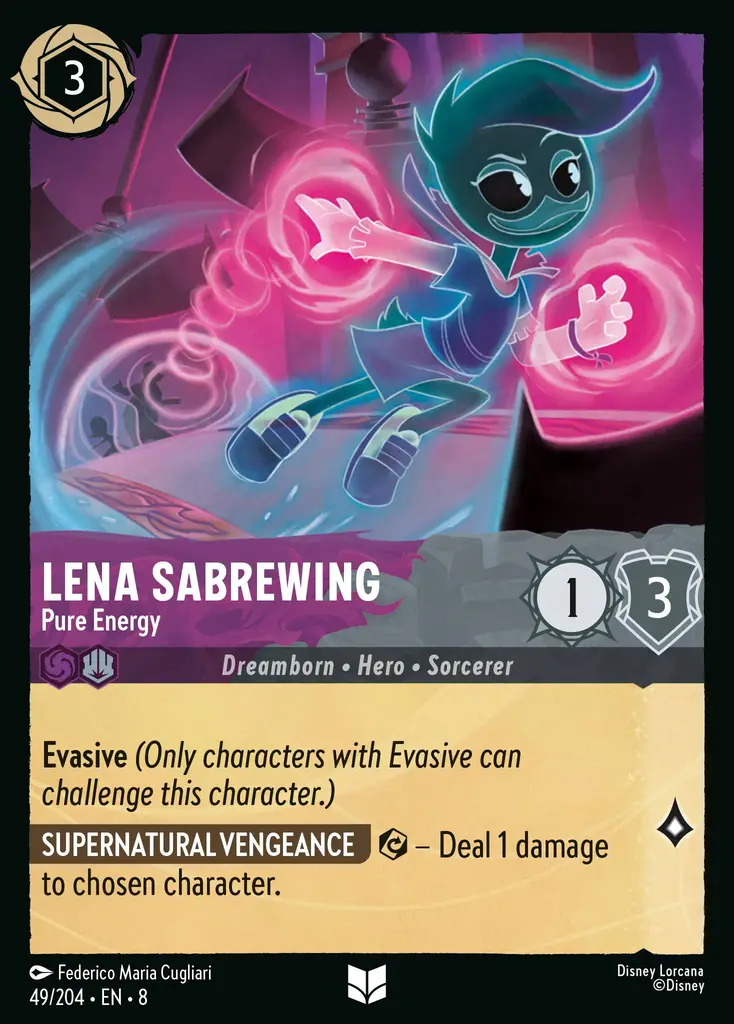 3
LENA SABREWING
Pure Energy
1
3
Dreamborn • Hero • Sorcerer
Evasive (Only characters with Evasive can
challenge this character.)
SUPERNATURAL VENGEANCE – Deal 1 damage
to chosen character.
Federico Maria Cugliari
49/204 • EN • 8
Disney Lorcana
©Disney